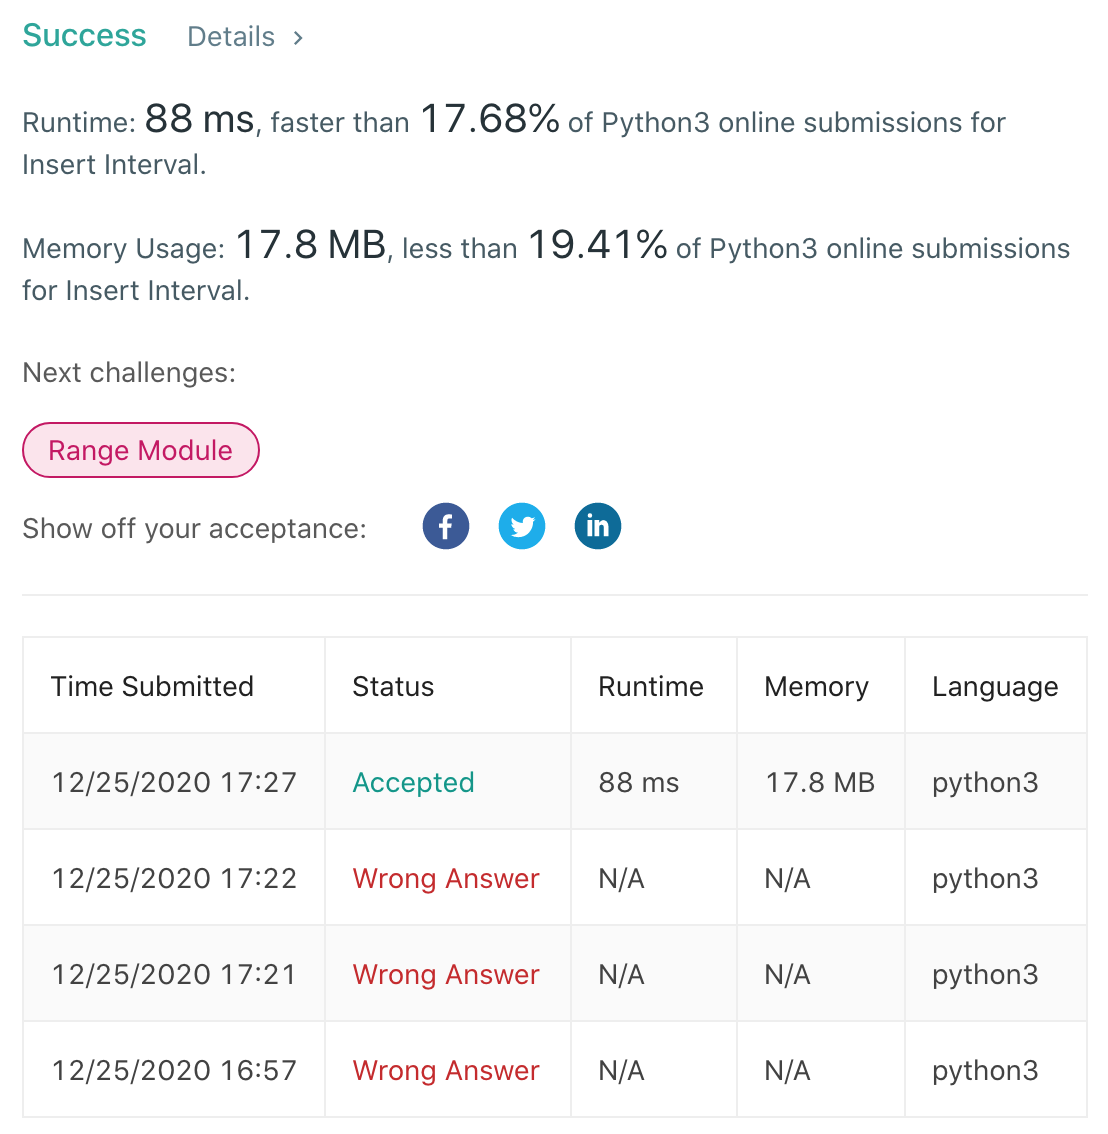 Success Details >
Runtime: 88 ms, faster than 17.68% of Python3 online submissions for
Insert Interval.
Memory Usage: 17.8 MB, less than 19.41% of Python3 online submissions
for Insert Interval.
Next challenges:
Range Module
Show off your acceptance: f in
Time Submitted Status Runtime Memory Language
12/25/2020 17:27 Accepted 88 ms 17.8 MB python3
12/25/2020 17:22 Wrong Answer N/A N/A python3
12/25/2020 17:21 Wrong Answer N/A N/A python3
12/25/2020 16:57 Wrong Answer N/A N/A python3